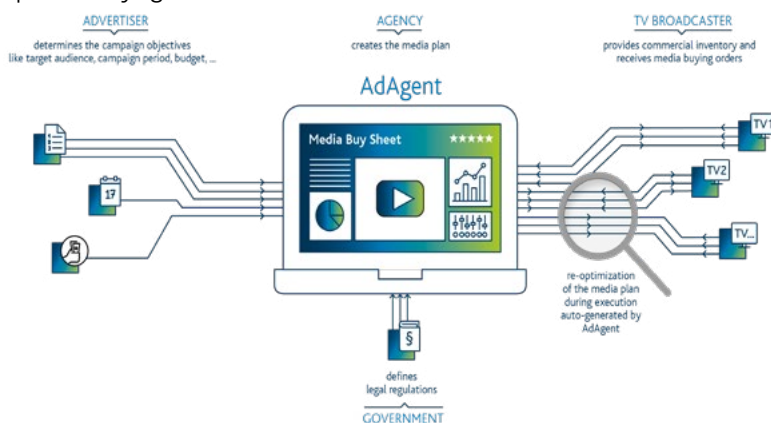 ADVERTISER
determines the campaign objectives
like target audience, campaign period, budget, ...
AGENCY
creates the media plan
TV BROADCASTER
provides commercial inventory and
receives media buying orders
AdAgent
Media Buy Sheet
★★★★★
17
TV1
TV2
TV...
re-optimization
of the media plan
during execution
auto-generated by
AdAgent
§
defines
legal regulations
GOVERNMENT